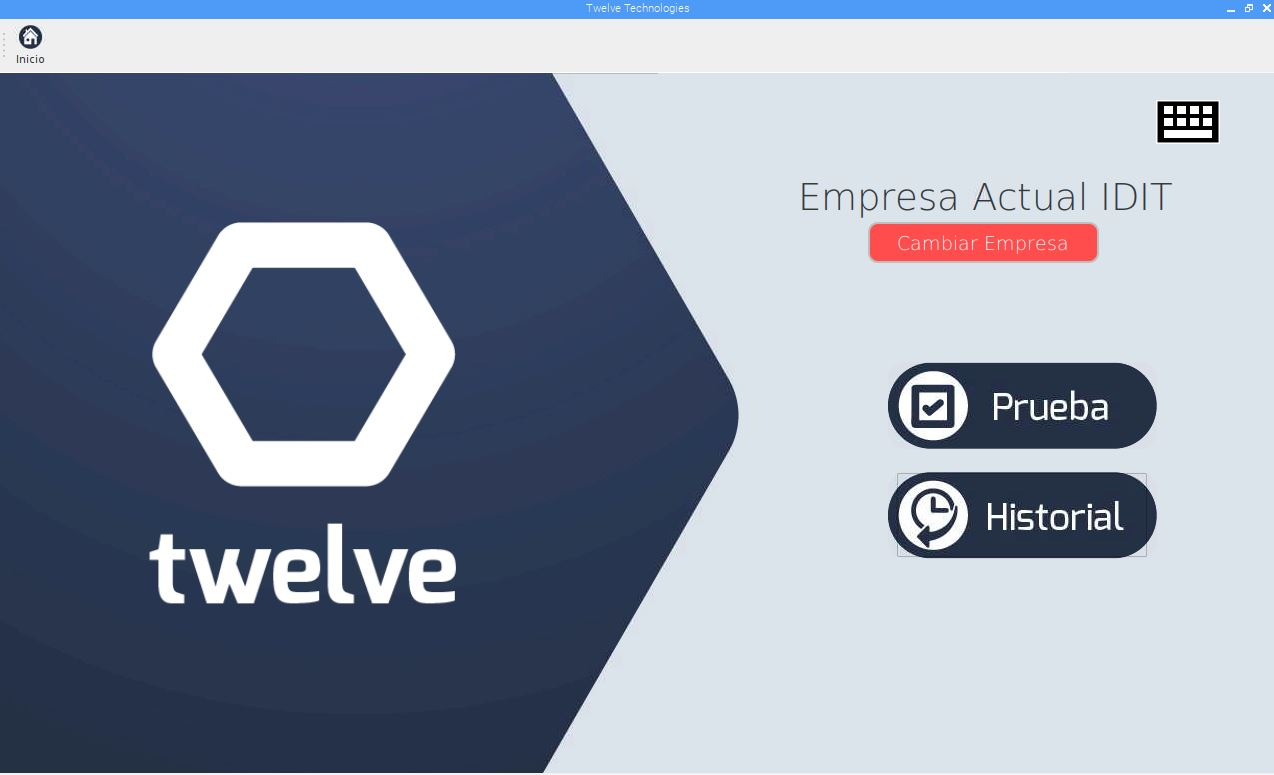 Twelve Technologies
Inicio
Empresa Actual IDIT
Cambiar Empresa
Prueba
Historial
twelve